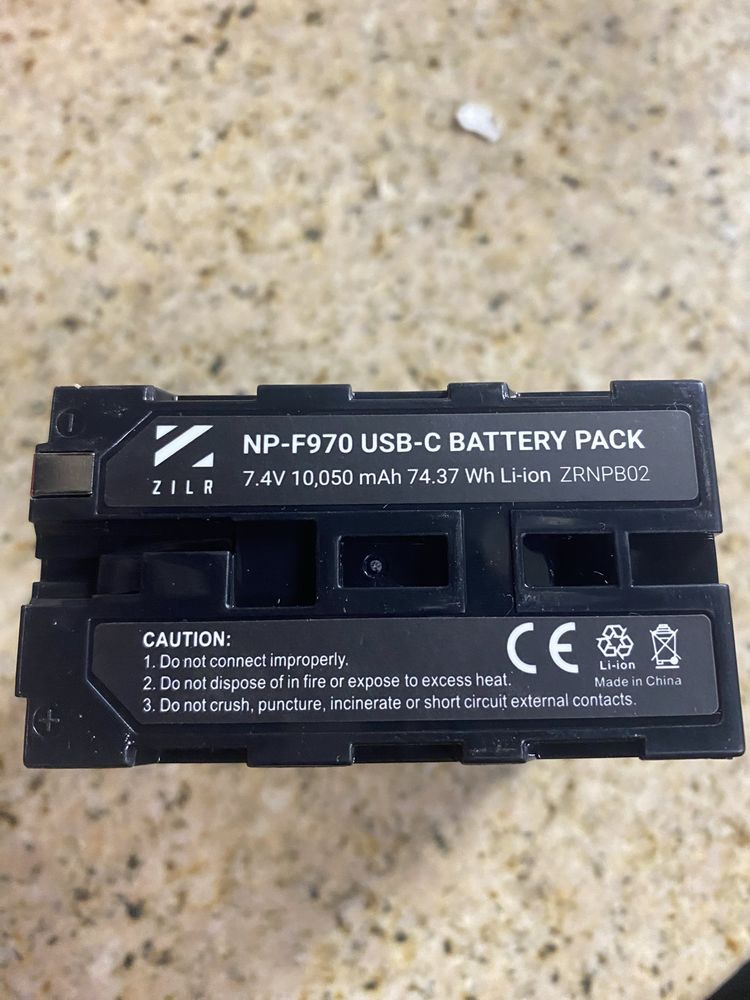 ZILR
NP-F970 USB-C BATTERY PACK
7.4V 10,050 mAh 74.37 Wh Li-ion ZRNPB02
CAUTION:
1. Do not connect improperly.
2. Do not dispose of in fire or expose to excess heat.
3. Do not crush, puncture, incinerate or short circuit external contacts.
CE
Li-ion
Made in China